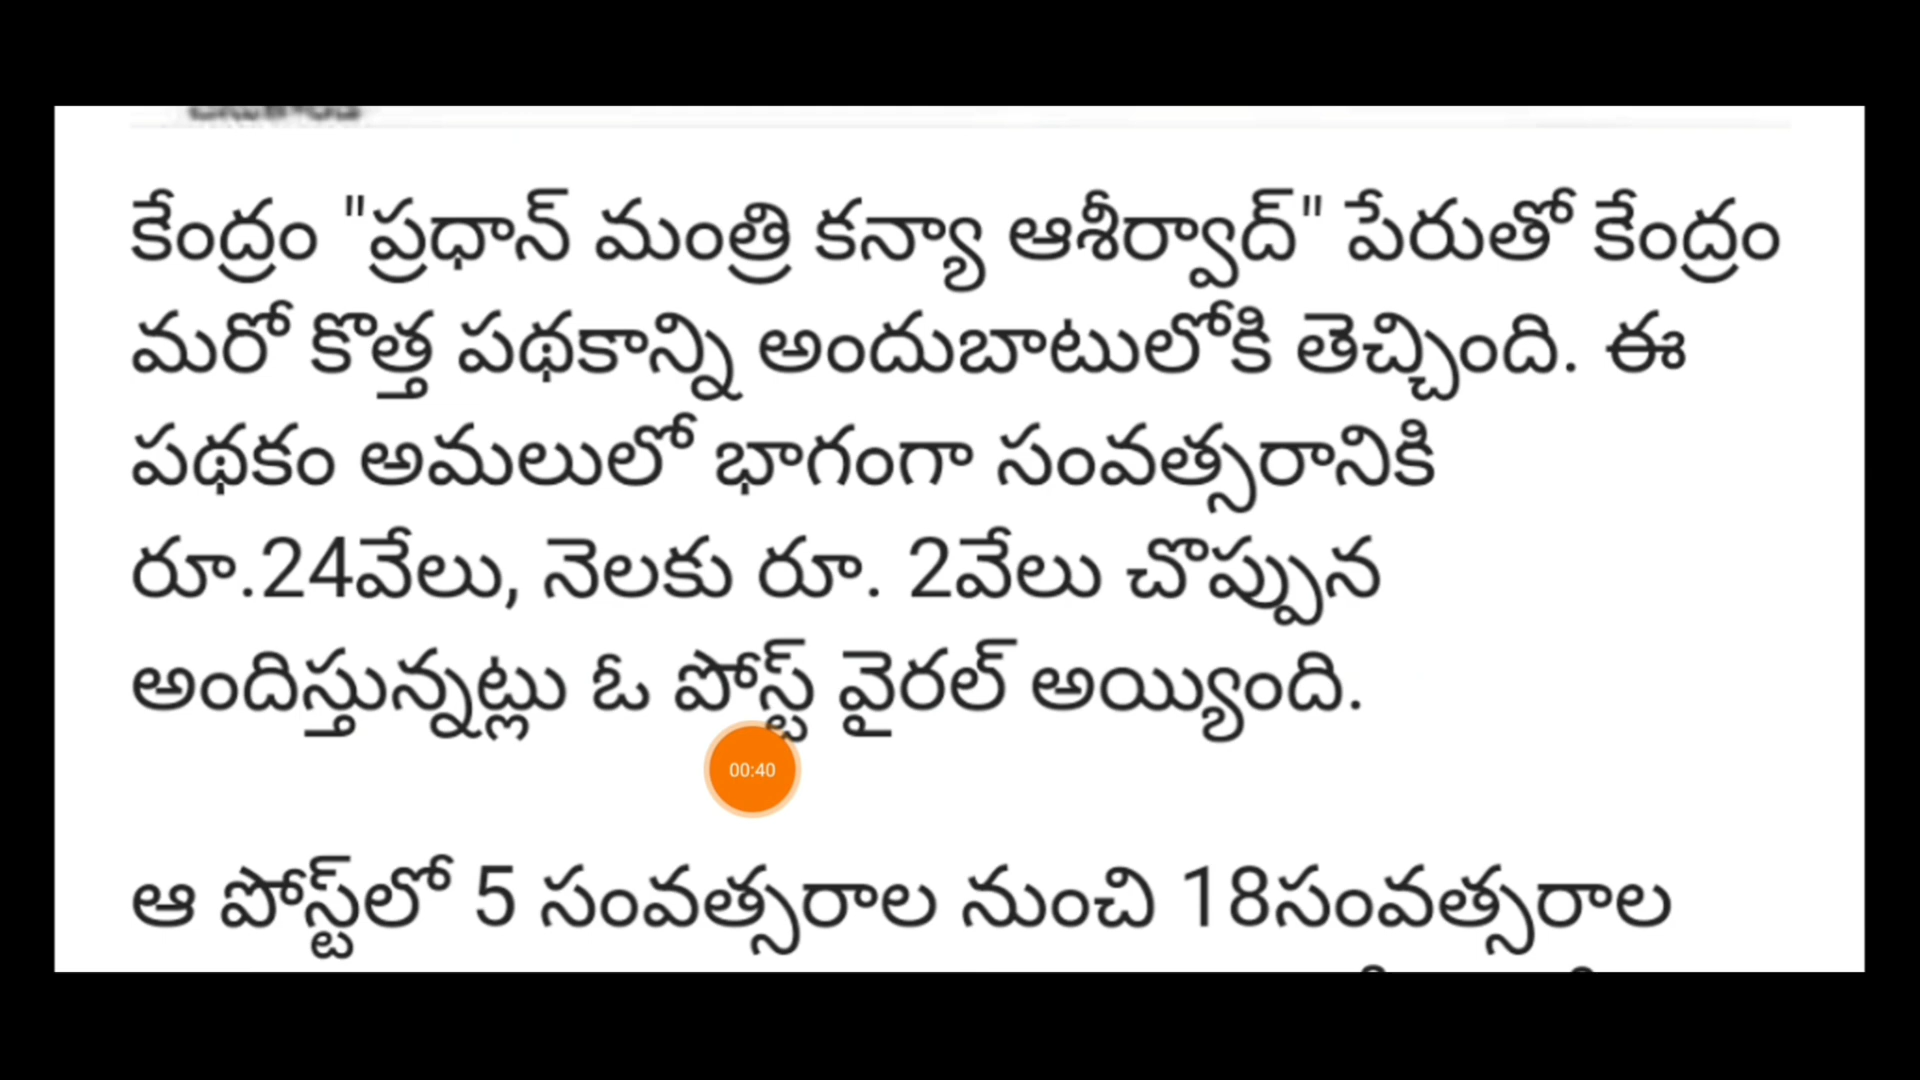 కేంద్రం "ప్రధాన్ మంత్రి కన్యా ఆశీర్వాద్" పేరుతో కేంద్రం
మరో కొత్త పథకాన్ని అందుబాటులోకి తెచ్చింది. ఈ
పథకం అమలులో భాగంగా సంవత్సరానికి
రూ.24వేలు, నెలకు రూ. 2వేలు చొప్పున
అందిస్తున్నట్లు ఓ పోస్ట్ వైరల్ అయ్యింది.
00:40
ఆ పోస్ట్‌లో 5 సంవత్సరాల నుంచి 18సంవత్సరాల